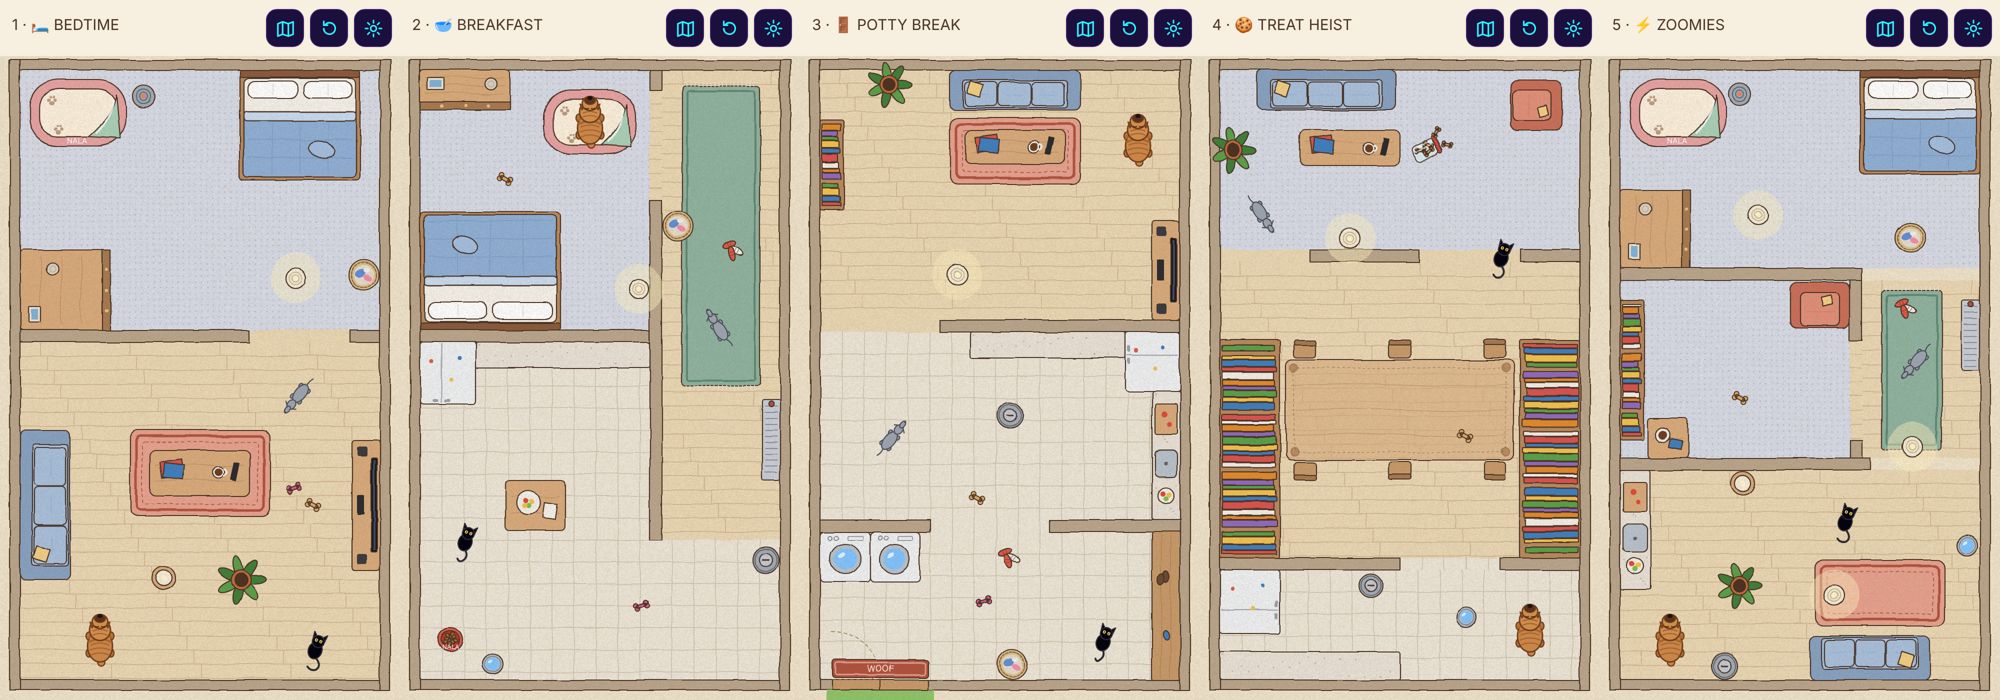 1 · 🛏️ BEDTIME
NALA
2 · 🥣 BREAKFAST
NALA
3 · 🚪 POTTY BREAK
WOOF
4 · 🍪 TREAT HEIST
5 · ⚡ ZOOMIES
NALA